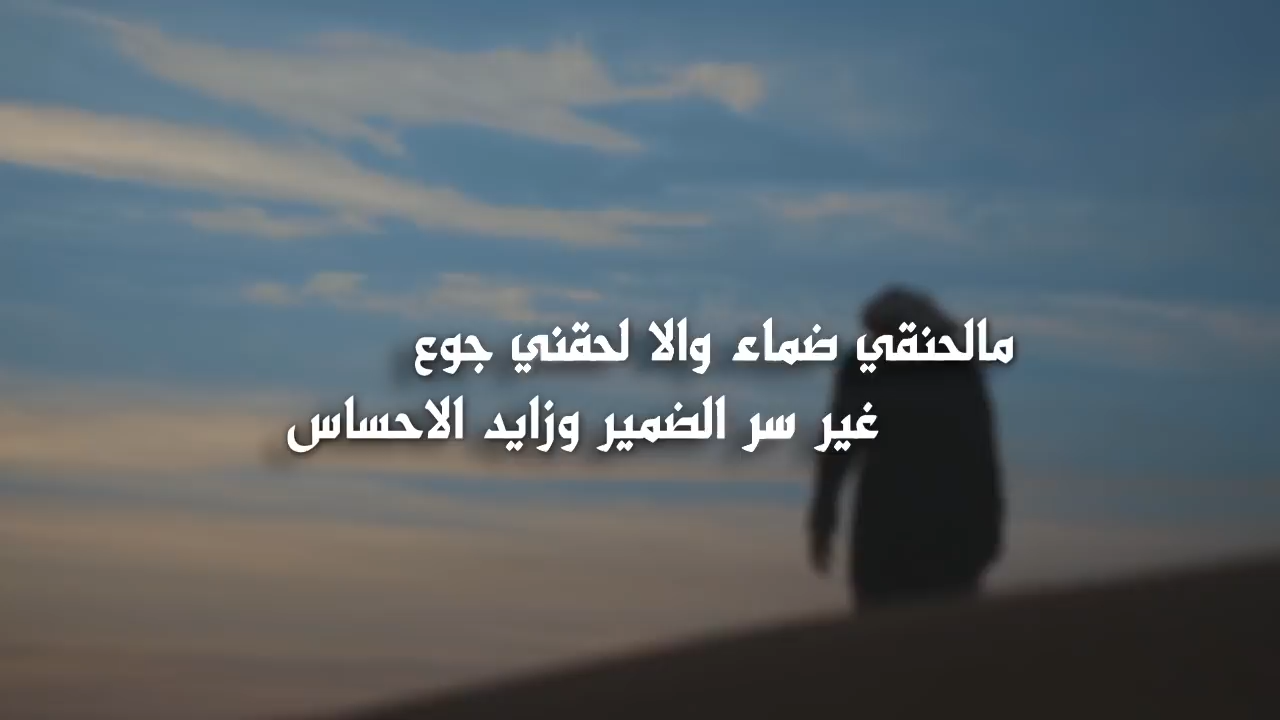 مالحنقي ضماء والا لحقني جوع
غير سر الضمير وزايد الاحساس